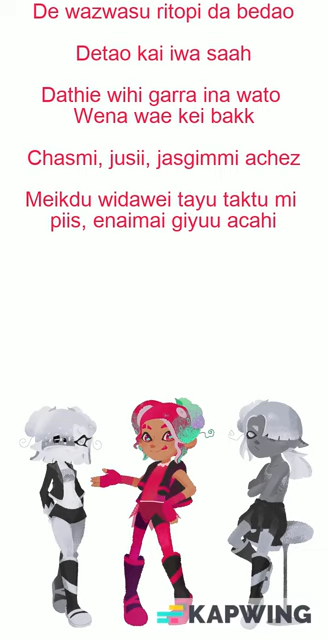 De wazwasu ritopi da bedao
Detao kai iwa saah
Dathie wihi garra ina wato
Wena wae kei bakk
Chasmi, jusii, jasgimmi achez
Meikdu widawei tayu taktu mi
piis, enaimai giyuu acahi
KAPWING